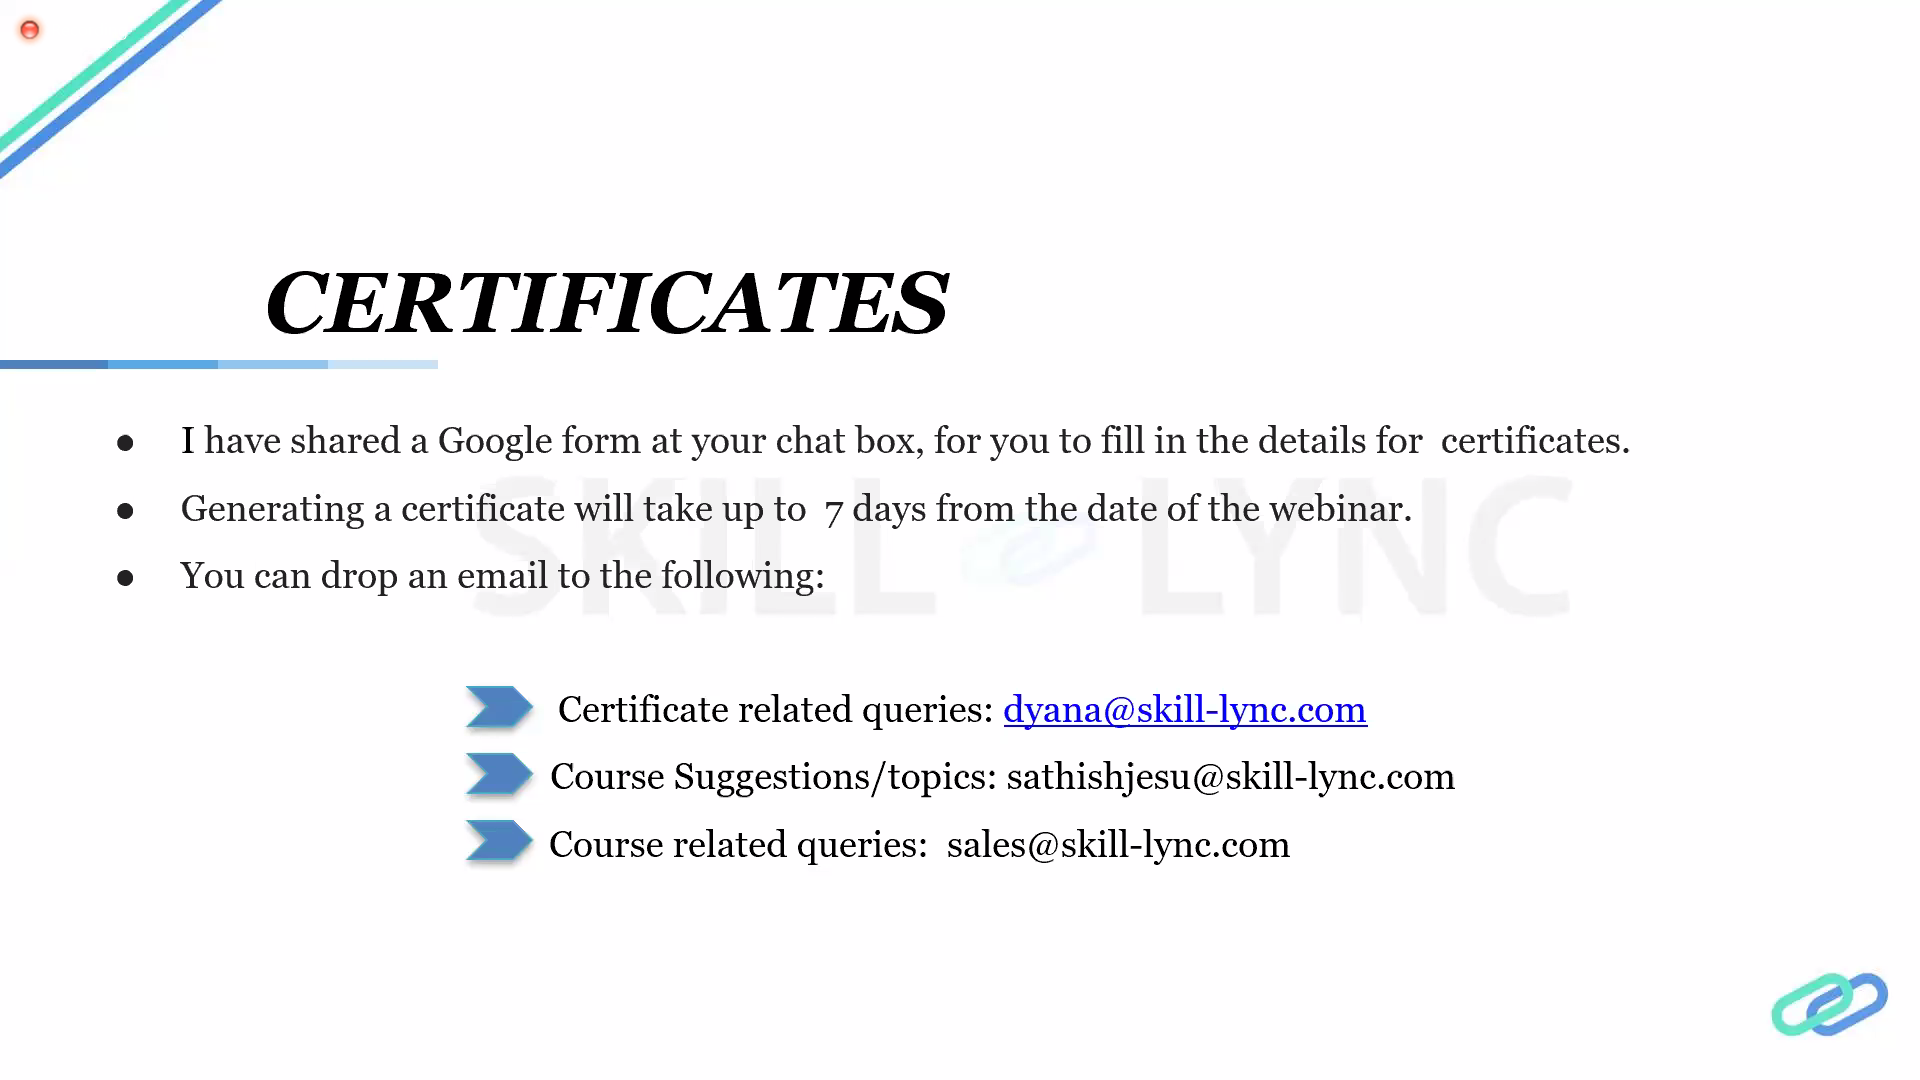 CERTIFICATES
● I have shared a Google form at your chat box, for you to fill in the details for certificates.
● Generating a certificate will take up to 7 days from the date of the webinar.
● You can drop an email to the following:
SKILL LYNC
Certificate related queries: dyana@skill-lync.com
Course Suggestions/topics: sathishjesu@skill-lync.com
Course related queries: sales@skill-lync.com